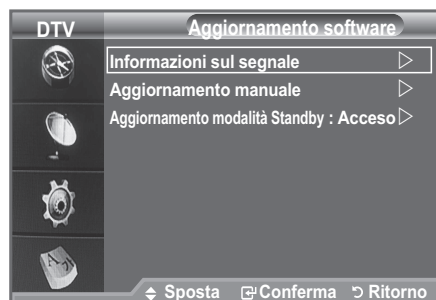 DTV
Aggiornamento software
Informazioni sul segnale
Aggiornamento manuale
Aggiornamento modalità Standby : Acceso
Sposta Conferma Ritorno